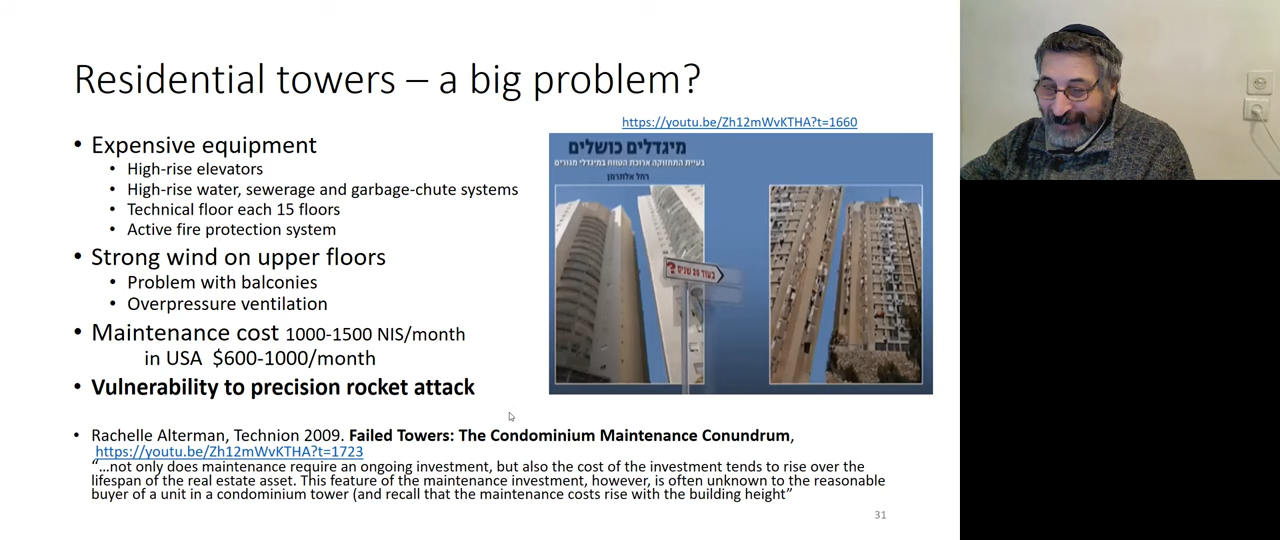 Residential towers – a big problem?
• Expensive equipment
• High-rise elevators
• High-rise water, sewerage and garbage-chute systems
• Technical floor each 15 floors
• Active fire protection system
• Strong wind on upper floors
• Problem with balconies
• Overpressure ventilation
• Maintenance cost 1000-1500 NIS/month
in USA $600-1000/month
• Vulnerability to precision rocket attack
https://youtu.be/Zh12mWvKTHA?t=1660
מיגדלים כושלים
בעיית התחזוקה ארוכת הטווח במיגדלי מגורים
רחל אלתרמן
בעוד 20 שנים?
• Rachelle Alterman, Technion 2009. Failed Towers: The Condominium Maintenance Conundrum,
https://youtu.be/Zh12mWvKTHA?t=1723
“…not only does maintenance require an ongoing investment, but also the cost of the investment tends to rise over the
lifespan of the real estate asset. This feature of the maintenance investment, however, is often unknown to the reasonable
buyer of a unit in a condominium tower (and recall that the maintenance costs rise with the building height”
31